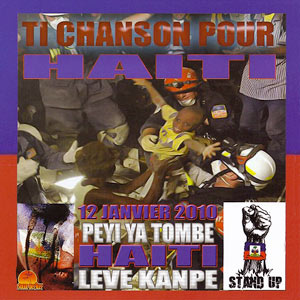 TI CHANSON POUR
HAITI
12 JANVIER 2010
PEYI YA TOMBE
HAITI
LEVE KANPE
STAND UP